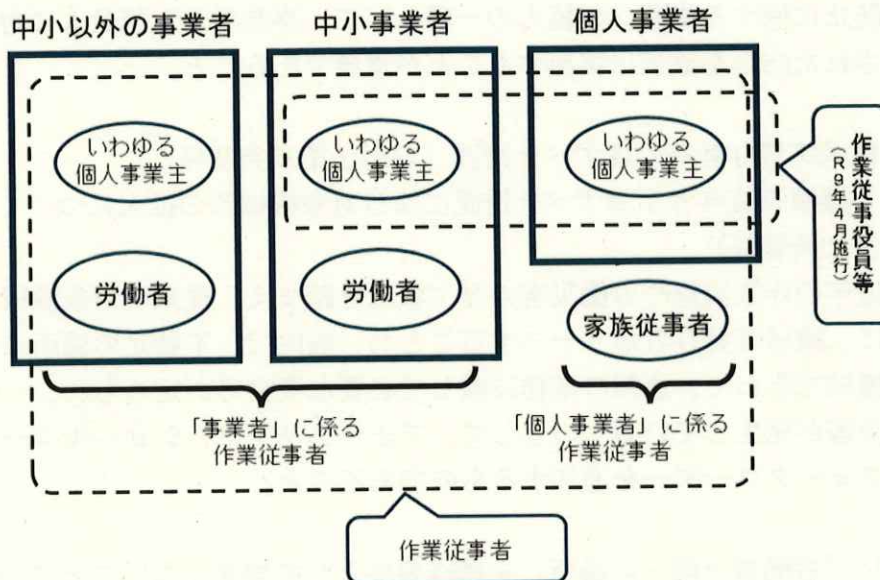 中小以外の事業者
中小事業者
個人事業者
いわゆる
個人事業主
いわゆる
個人事業主
いわゆる
個人事業主
作業従事役員等
（R9年4月施行）
労働者
労働者
家族従事者
「事業者」に係る
作業従事者
「個人事業者」に係る
作業従事者
作業従事者